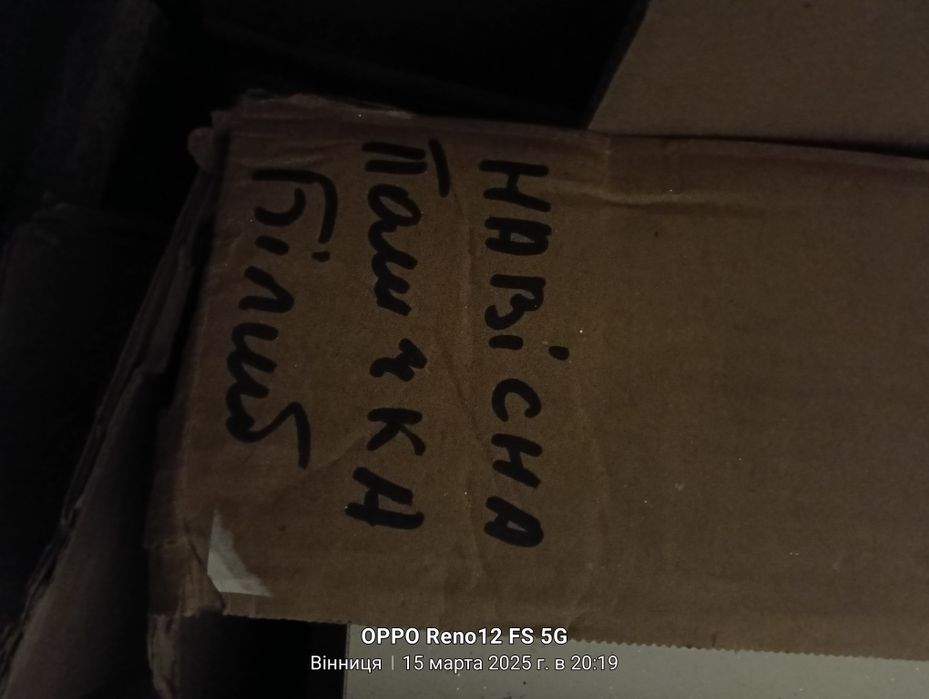 НАВіСНА
ПоличКА
Білий
OPPO Reno12 FS 5G
Вінниця | 15 марта 2025 г. в 20:19